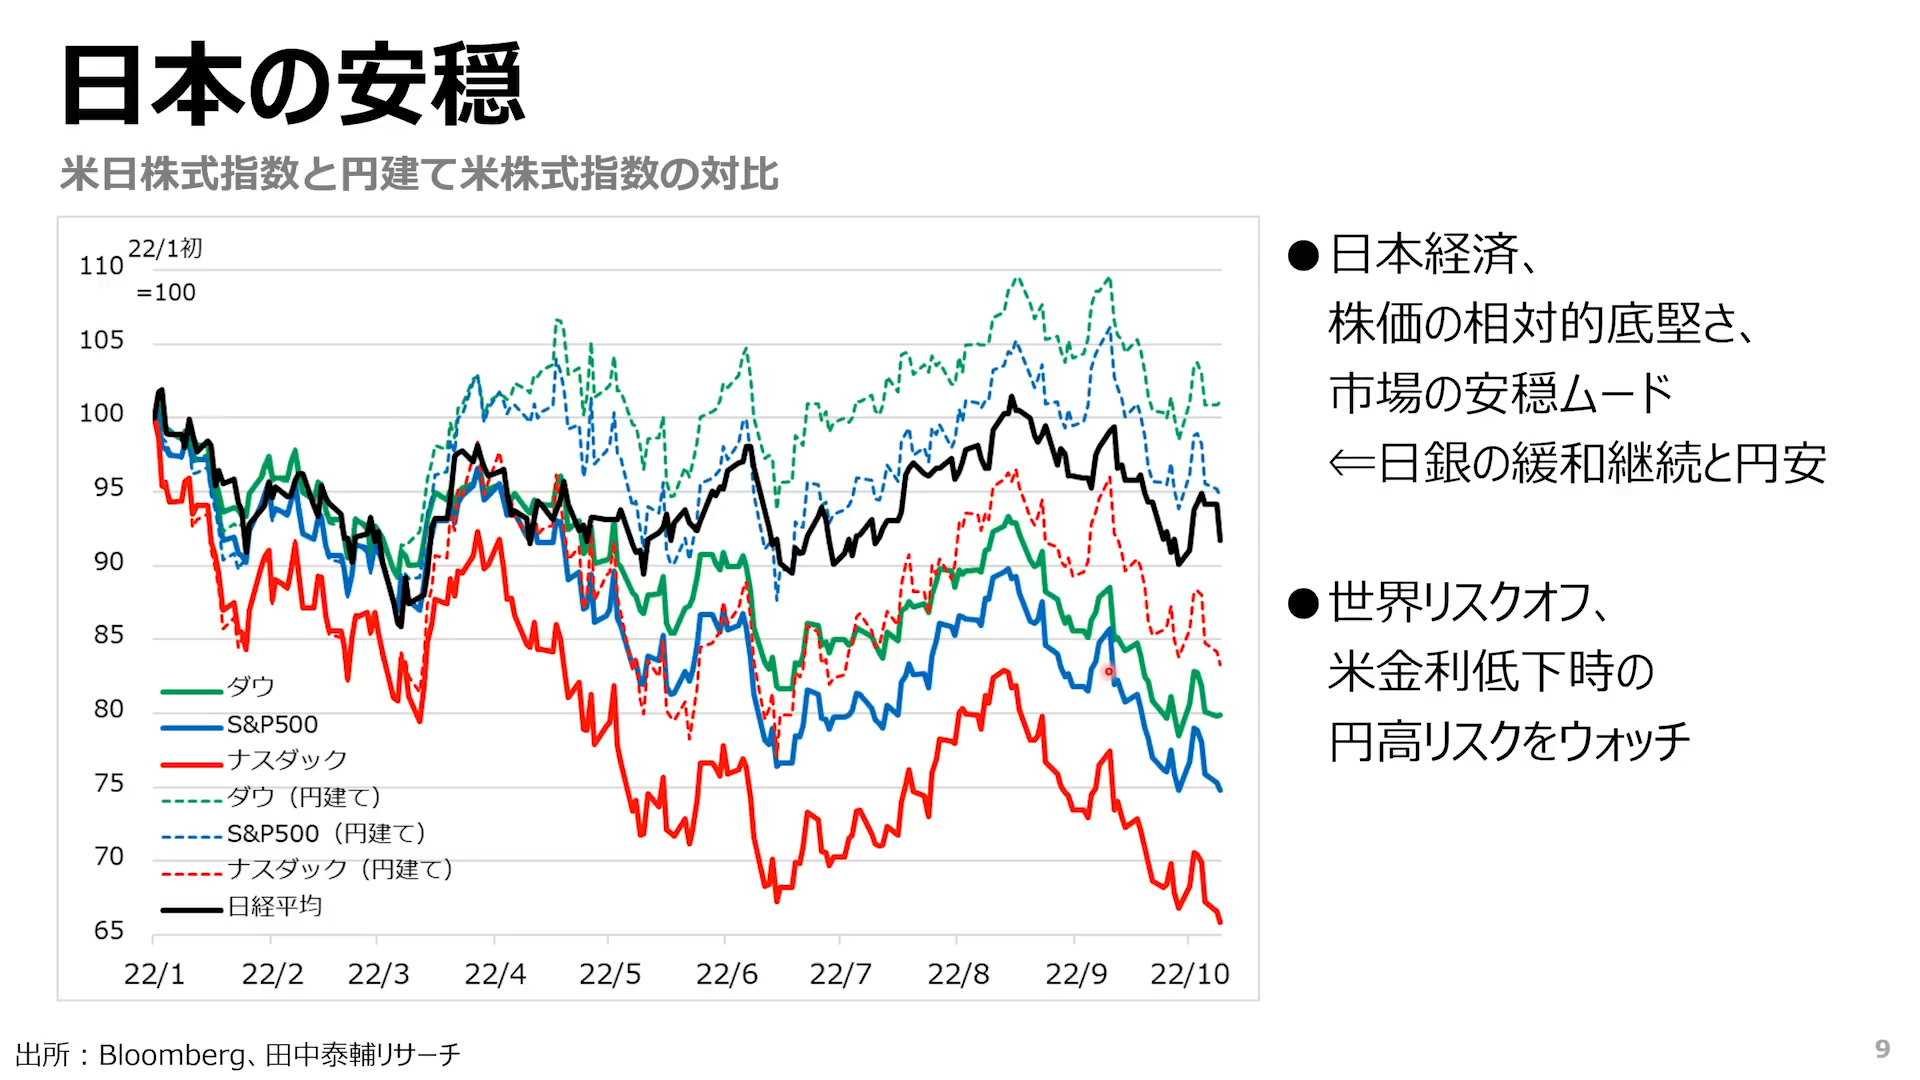 日本の安穏
米日株式指数と円建て米株式指数の対比
22/1初
=100
110
105
100
95
90
85
80
75
70
65
ダウ
S&P500
ナスダック
ダウ（円建て）
S&P500（円建て）
ナスダック（円建て）
日経平均
22/1 22/2 22/3 22/4 22/5 22/6 22/7 22/8 22/9 22/10
●日本経済、
株価の相対的底堅さ、
市場の安穏ムード
⇐日銀の緩和継続と円安
●世界リスクオフ、
米金利低下時の
円高リスクをウォッチ
出所：Bloomberg、田中泰輔リサーチ
9